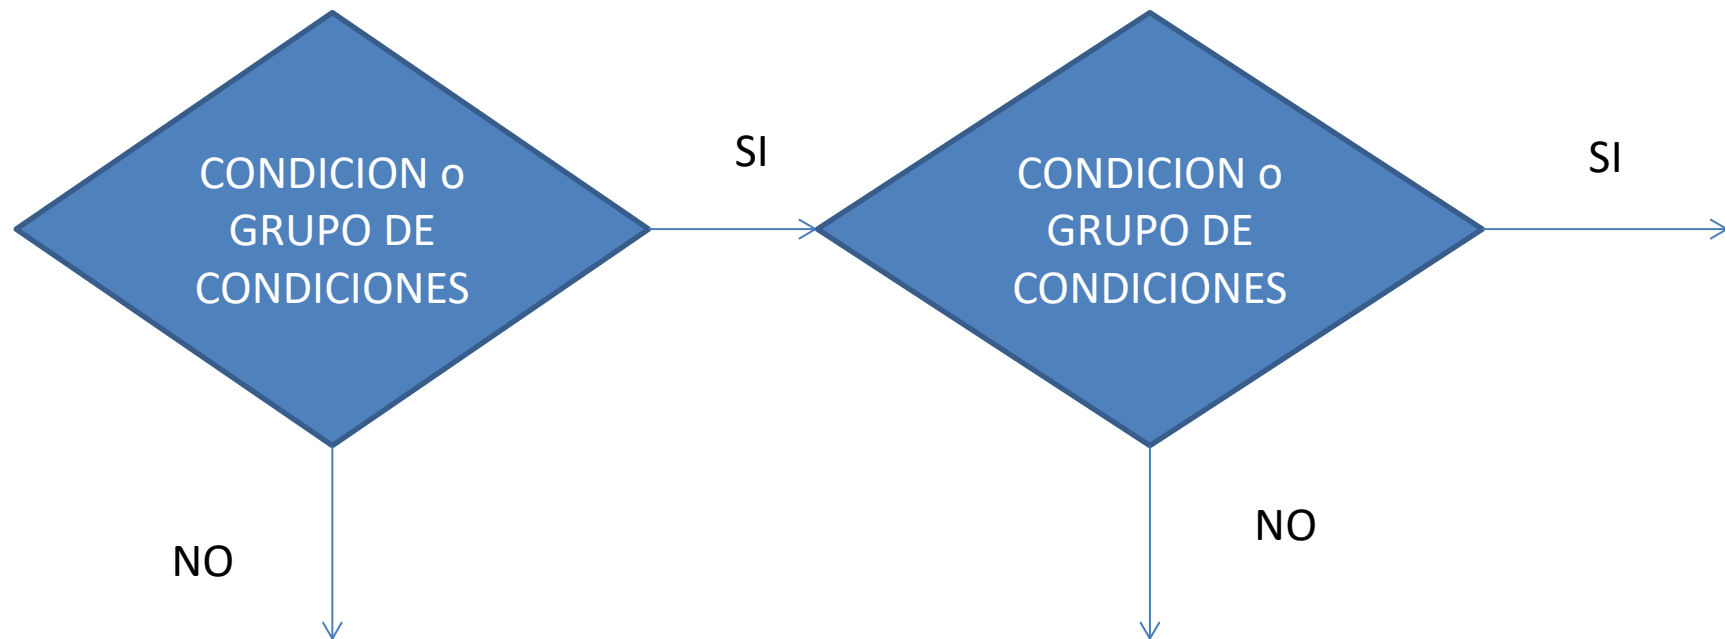 CONDICION o
GRUPO DE
CONDICIONES
SI
CONDICION o
GRUPO DE
CONDICIONES
SI
NO
NO